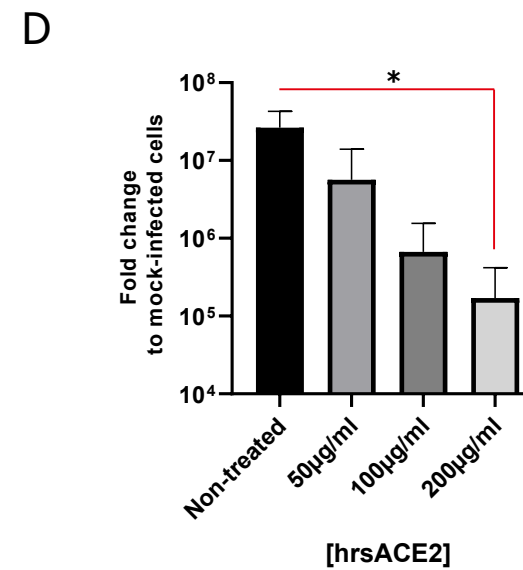 D
*
10⁸
10⁷
10⁶
10⁵
10⁴
Fold change
to mock-infected cells
Non-treated
50μg/ml
100μg/ml
200μg/ml
[hrsACE2]